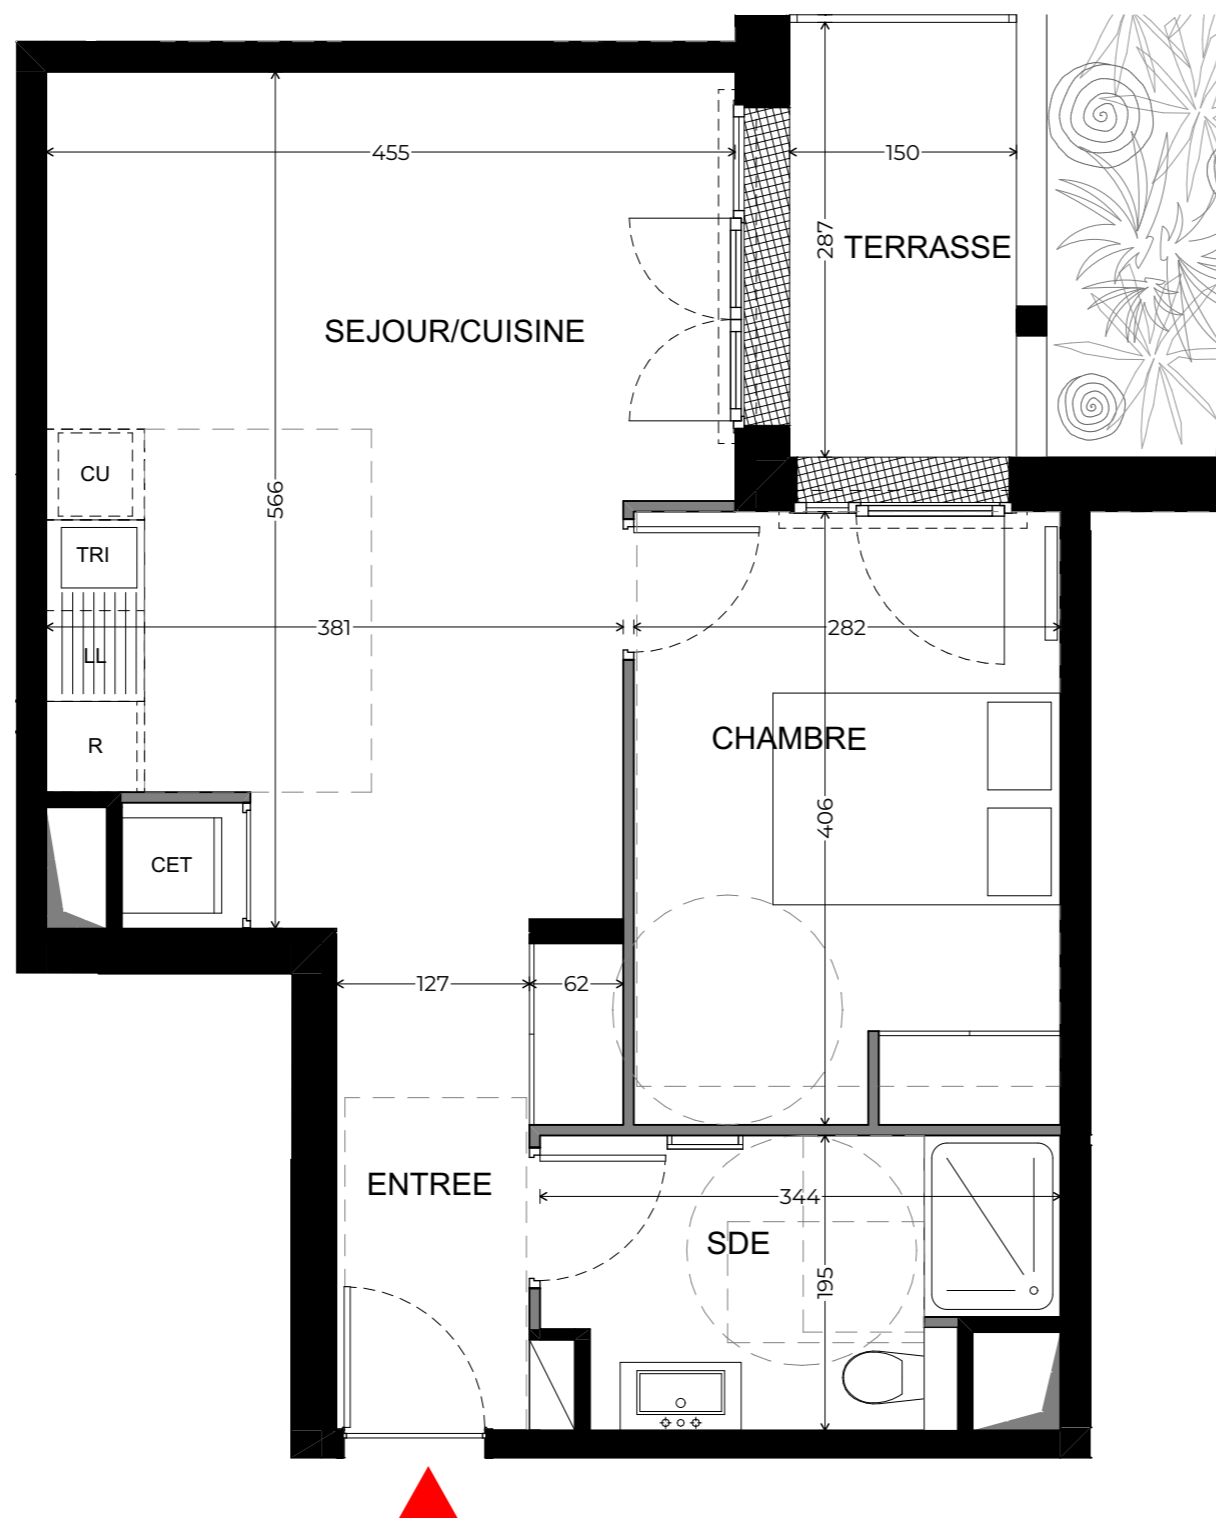 455
150
287
TERRASSE
SEJOUR/CUISINE
CU
566
TRI
381
282
LL
CHAMBRE
R
406
CET
127
62
ENTREE
344
SDE
195